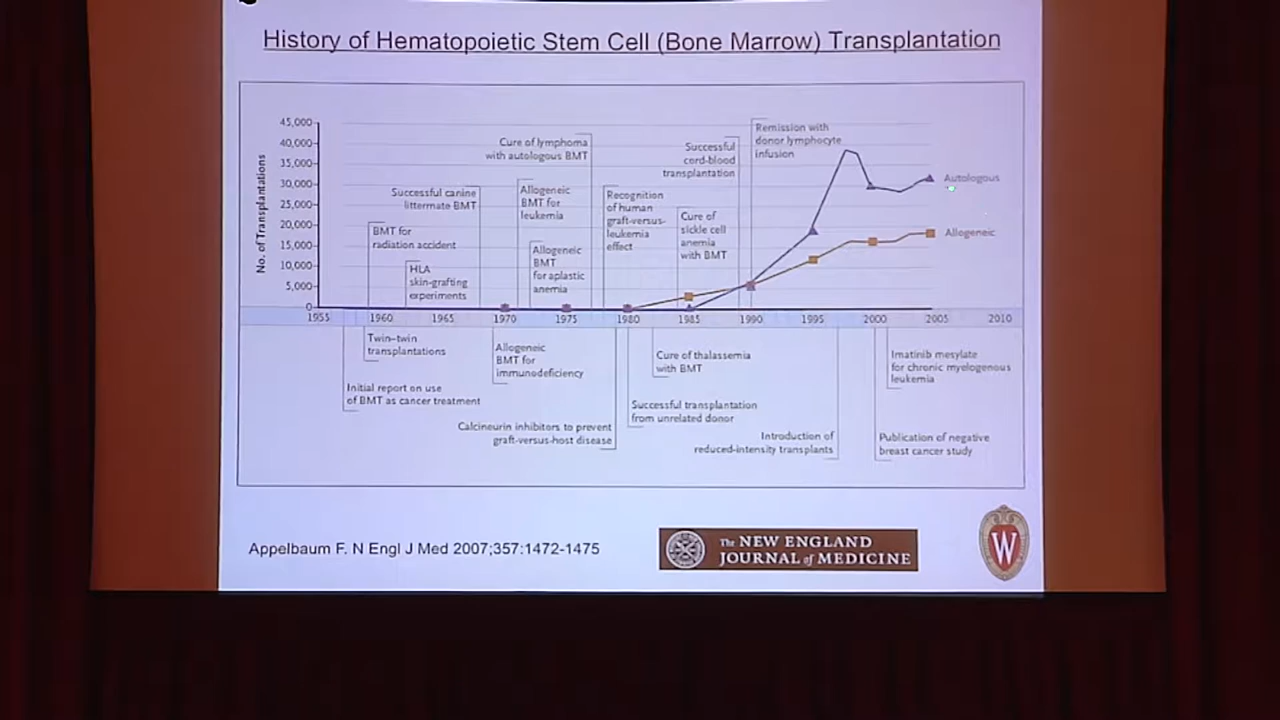 History of Hematopoietic Stem Cell (Bone Marrow) Transplantation
No. of Transplantations
45,000
40,000
35,000
30,000
25,000
20,000
15,000
10,000
5,000
0
Cure of lymphoma
with autologous BMT
Successful
cord-blood
transplantation
Remission with
donor lymphocyte
infusion
Successful canine
littermate BMT
Allogeneic
BMT for
leukemia
Recognition
of human
graft-versus-
leukemia
effect
Cure of
sickle cell
anemia
with BMT
BMT for
radiation accident
HLA
skin-grafting
experiments
Allogeneic
BMT
for aplastic
anemia
Autologous
Allogeneic
1955 1960 1965 1970 1975 1980 1985 1990 1995 2000 2005 2010
Twin–twin
transplantations
Initial report on use
of BMT as cancer treatment
Allogeneic
BMT for
immunodeficiency
Calcineurin inhibitors to prevent
graft-versus-host disease
Cure of thalassemia
with BMT
Successful transplantation
from unrelated donor
Introduction of
reduced-intensity transplants
Imatinib mesylate
for chronic myelogenous
leukemia
Publication of negative
breast cancer study
Appelbaum F. N Engl J Med 2007;357:1472-1475
The NEW ENGLAND
JOURNAL of MEDICINE
W